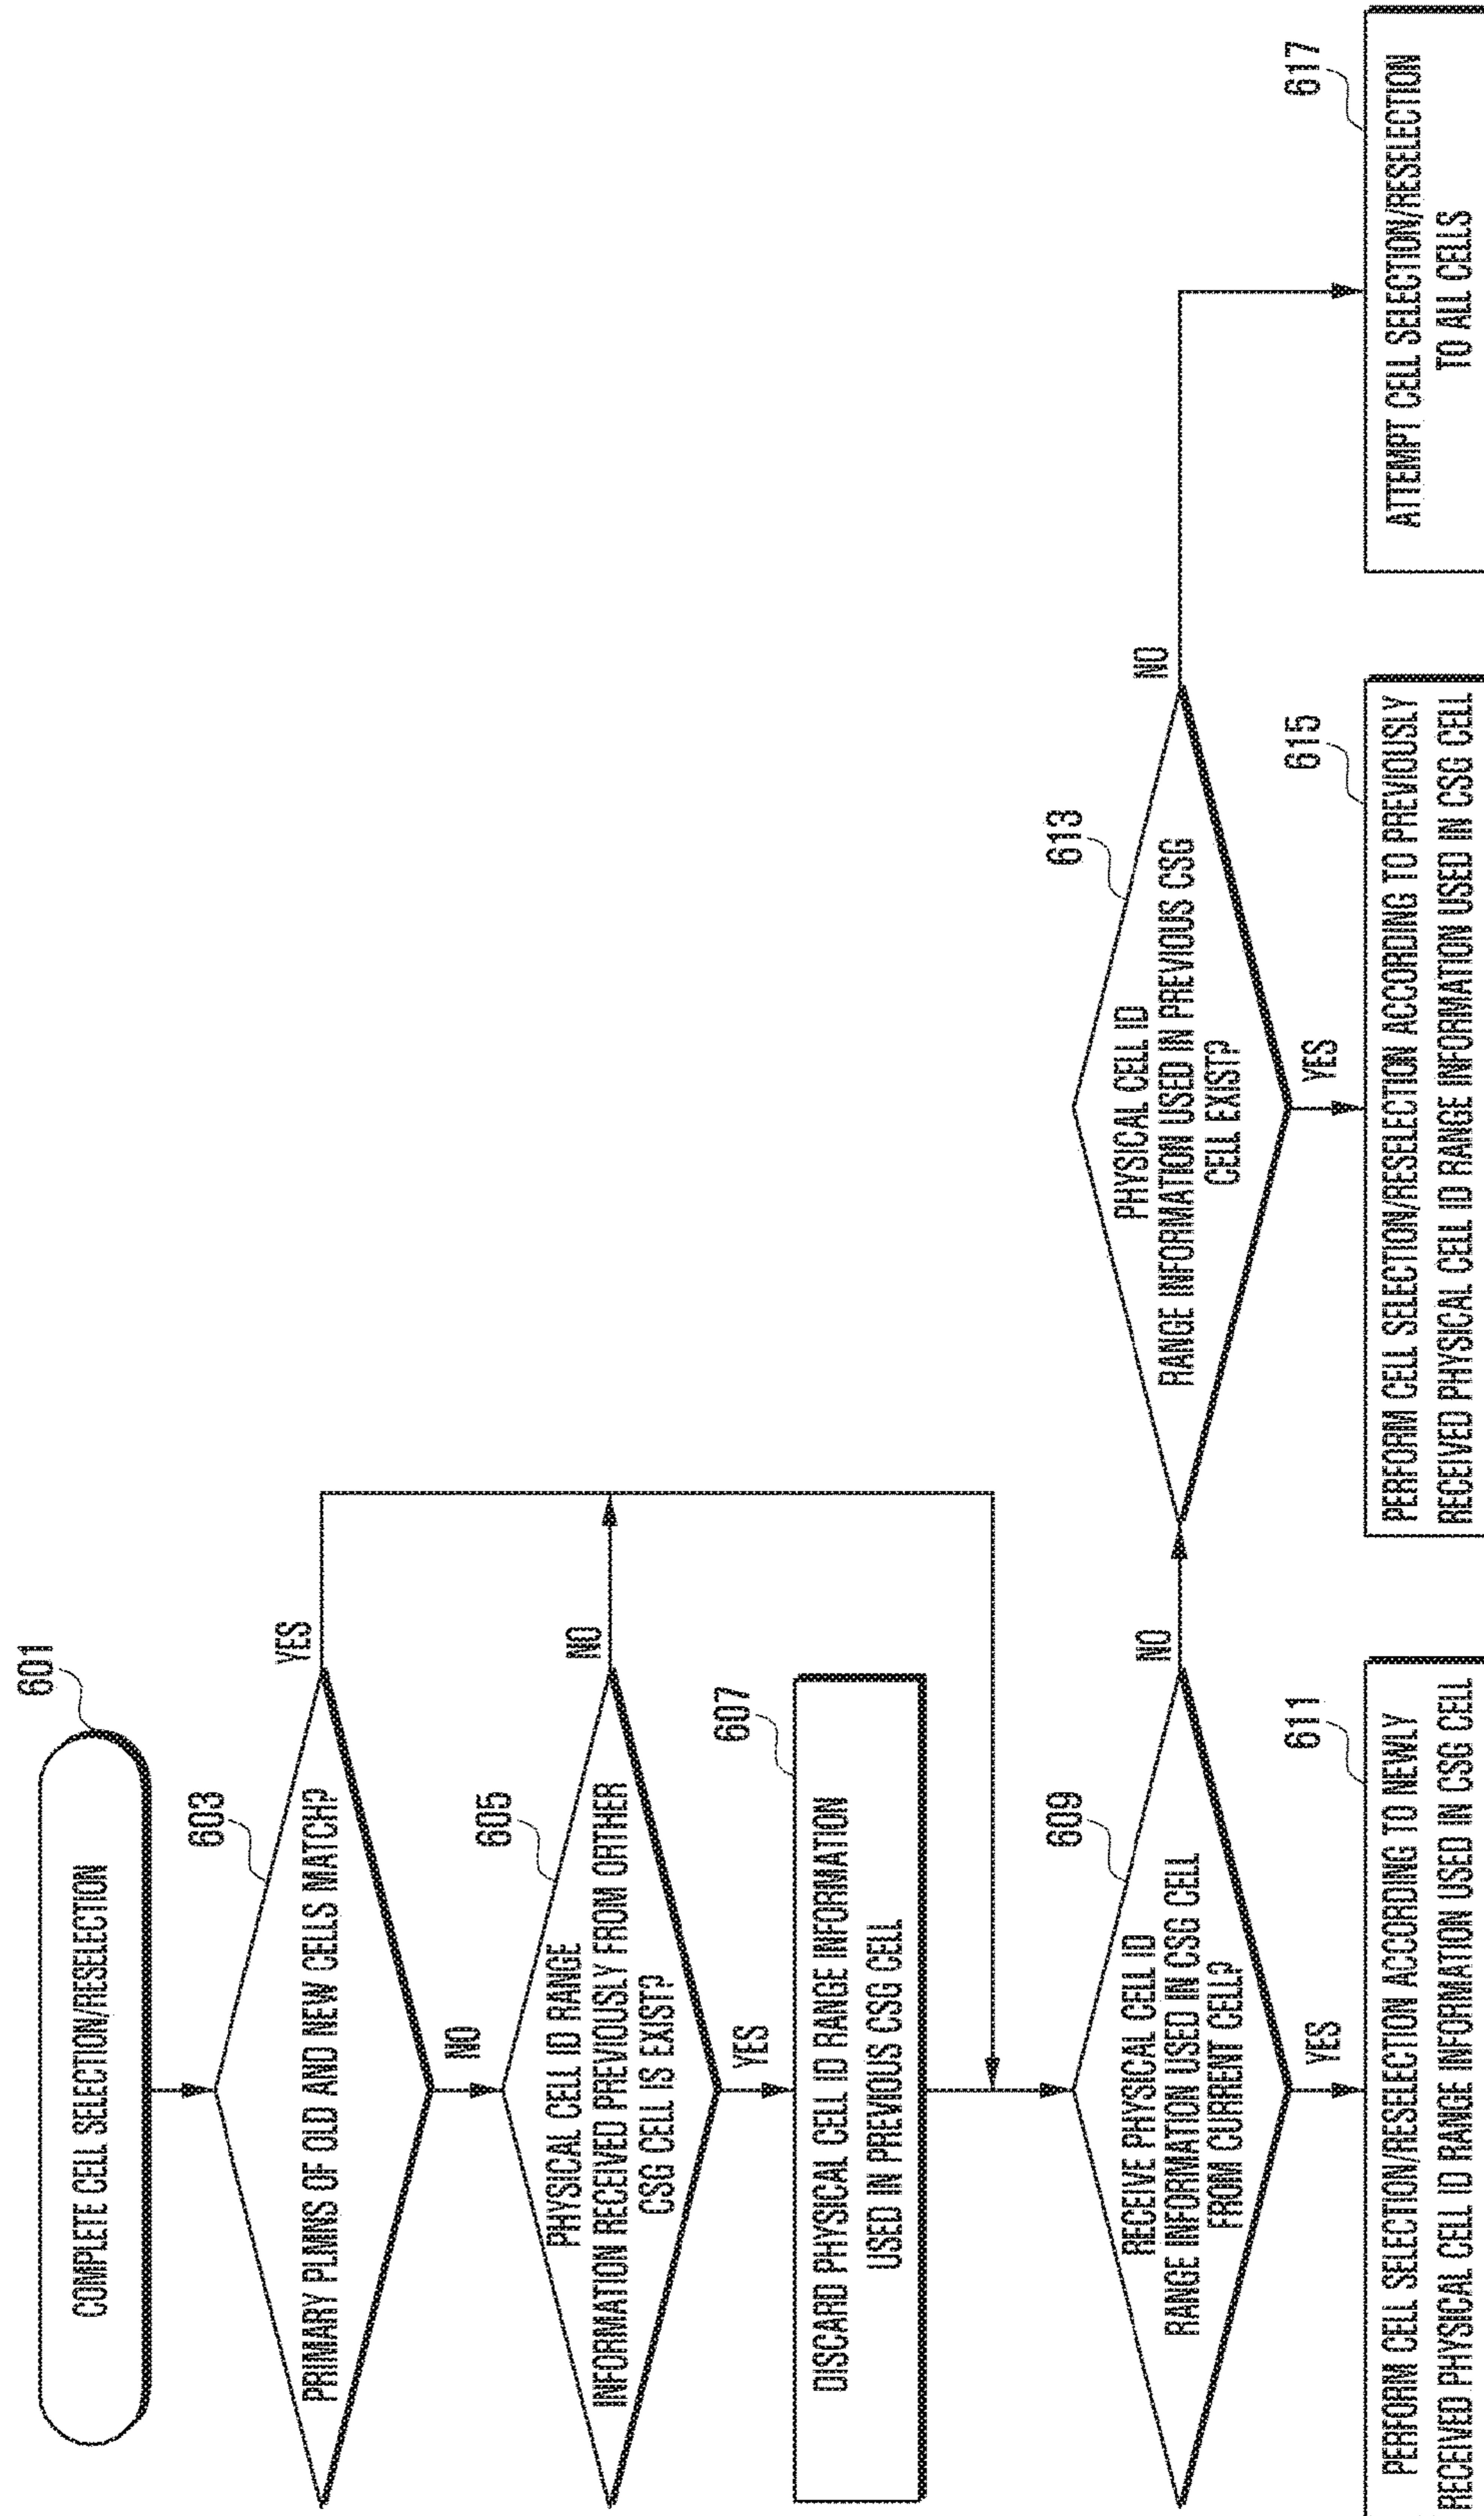 601
COMPLETE CELL SELECTION/RESELECTION
603
PRIMARY PLMNS OF OLD AND NEW CELLS MATCH?
YES
NO
605
PHYSICAL CELL ID RANGE
INFORMATION RECEIVED PREVIOUSLY FROM ORTHER
CSG CELL IS EXIST?
NO
YES
607
DISCARD PHYSICAL CELL ID RANGE INFORMATION
USED IN PREVIOUS CSG CELL
609
RECEIVE PHYSICAL CELL ID
RANGE INFORMATION USED IN CSG CELL
FROM CURRENT CELL?
NO
YES
613
PHYSICAL CELL ID
RANGE INFORMATION USED IN PREVIOUS CSG
CELL EXIST?
NO
YES
611
PERFORM CELL SELECTION/RESELECTION ACCORDING TO NEWLY
RECEIVED PHYSICAL CELL ID RANGE INFORMATION USED IN CSG CELL
615
PERFORM CELL SELECTION/RESELECTION ACCORDING TO PREVIOUSLY
RECEIVED PHYSICAL CELL ID RANGE INFORMATION USED IN CSG CELL
617
ATTEMPT CELL SELECTION/RESELECTION
TO ALL CELLS